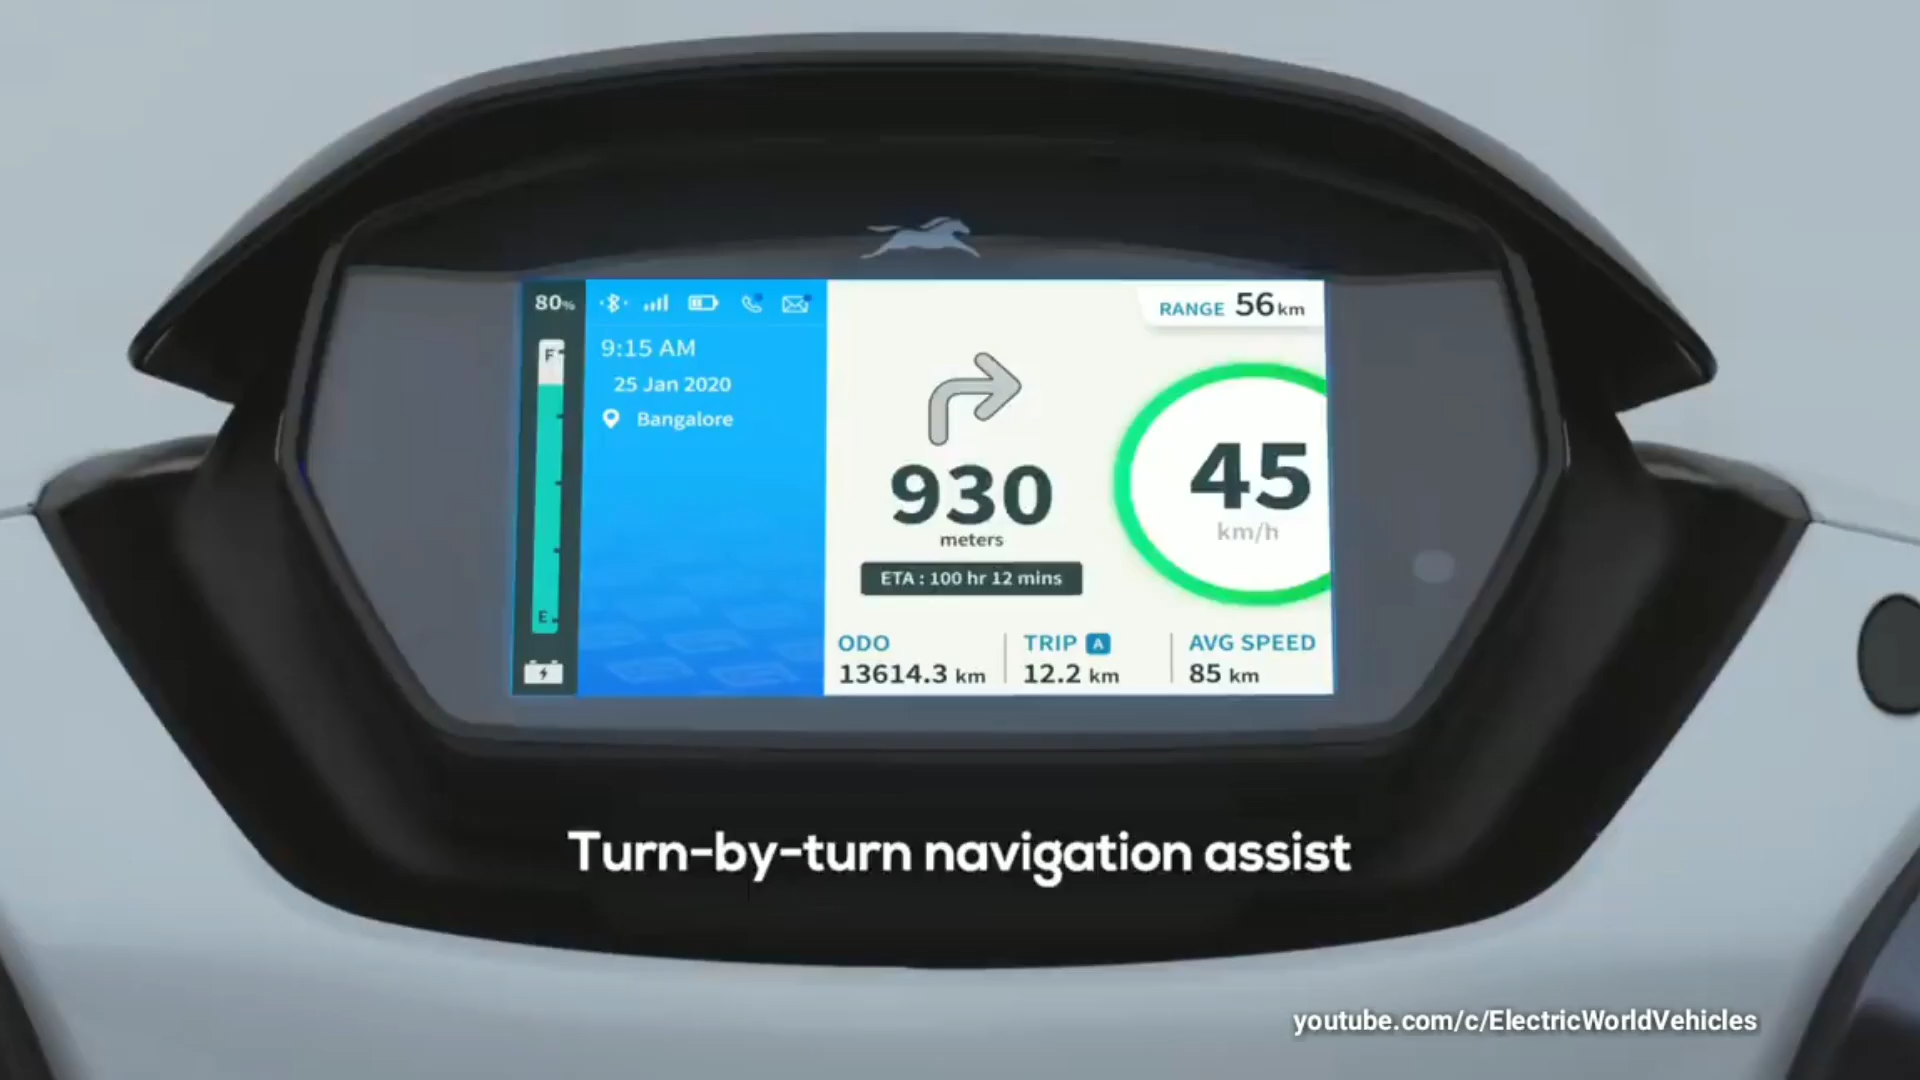 80%
9:15 AM
25 Jan 2020
Bangalore
F
E
RANGE 56 km
930
meters
ETA : 100 hr 12 mins
45
km/h
ODO
13614.3 km
TRIP A
12.2 km
AVG SPEED
85 km
Turn-by-turn navigation assist
youtube.com/c/ElectricWorldVehicles